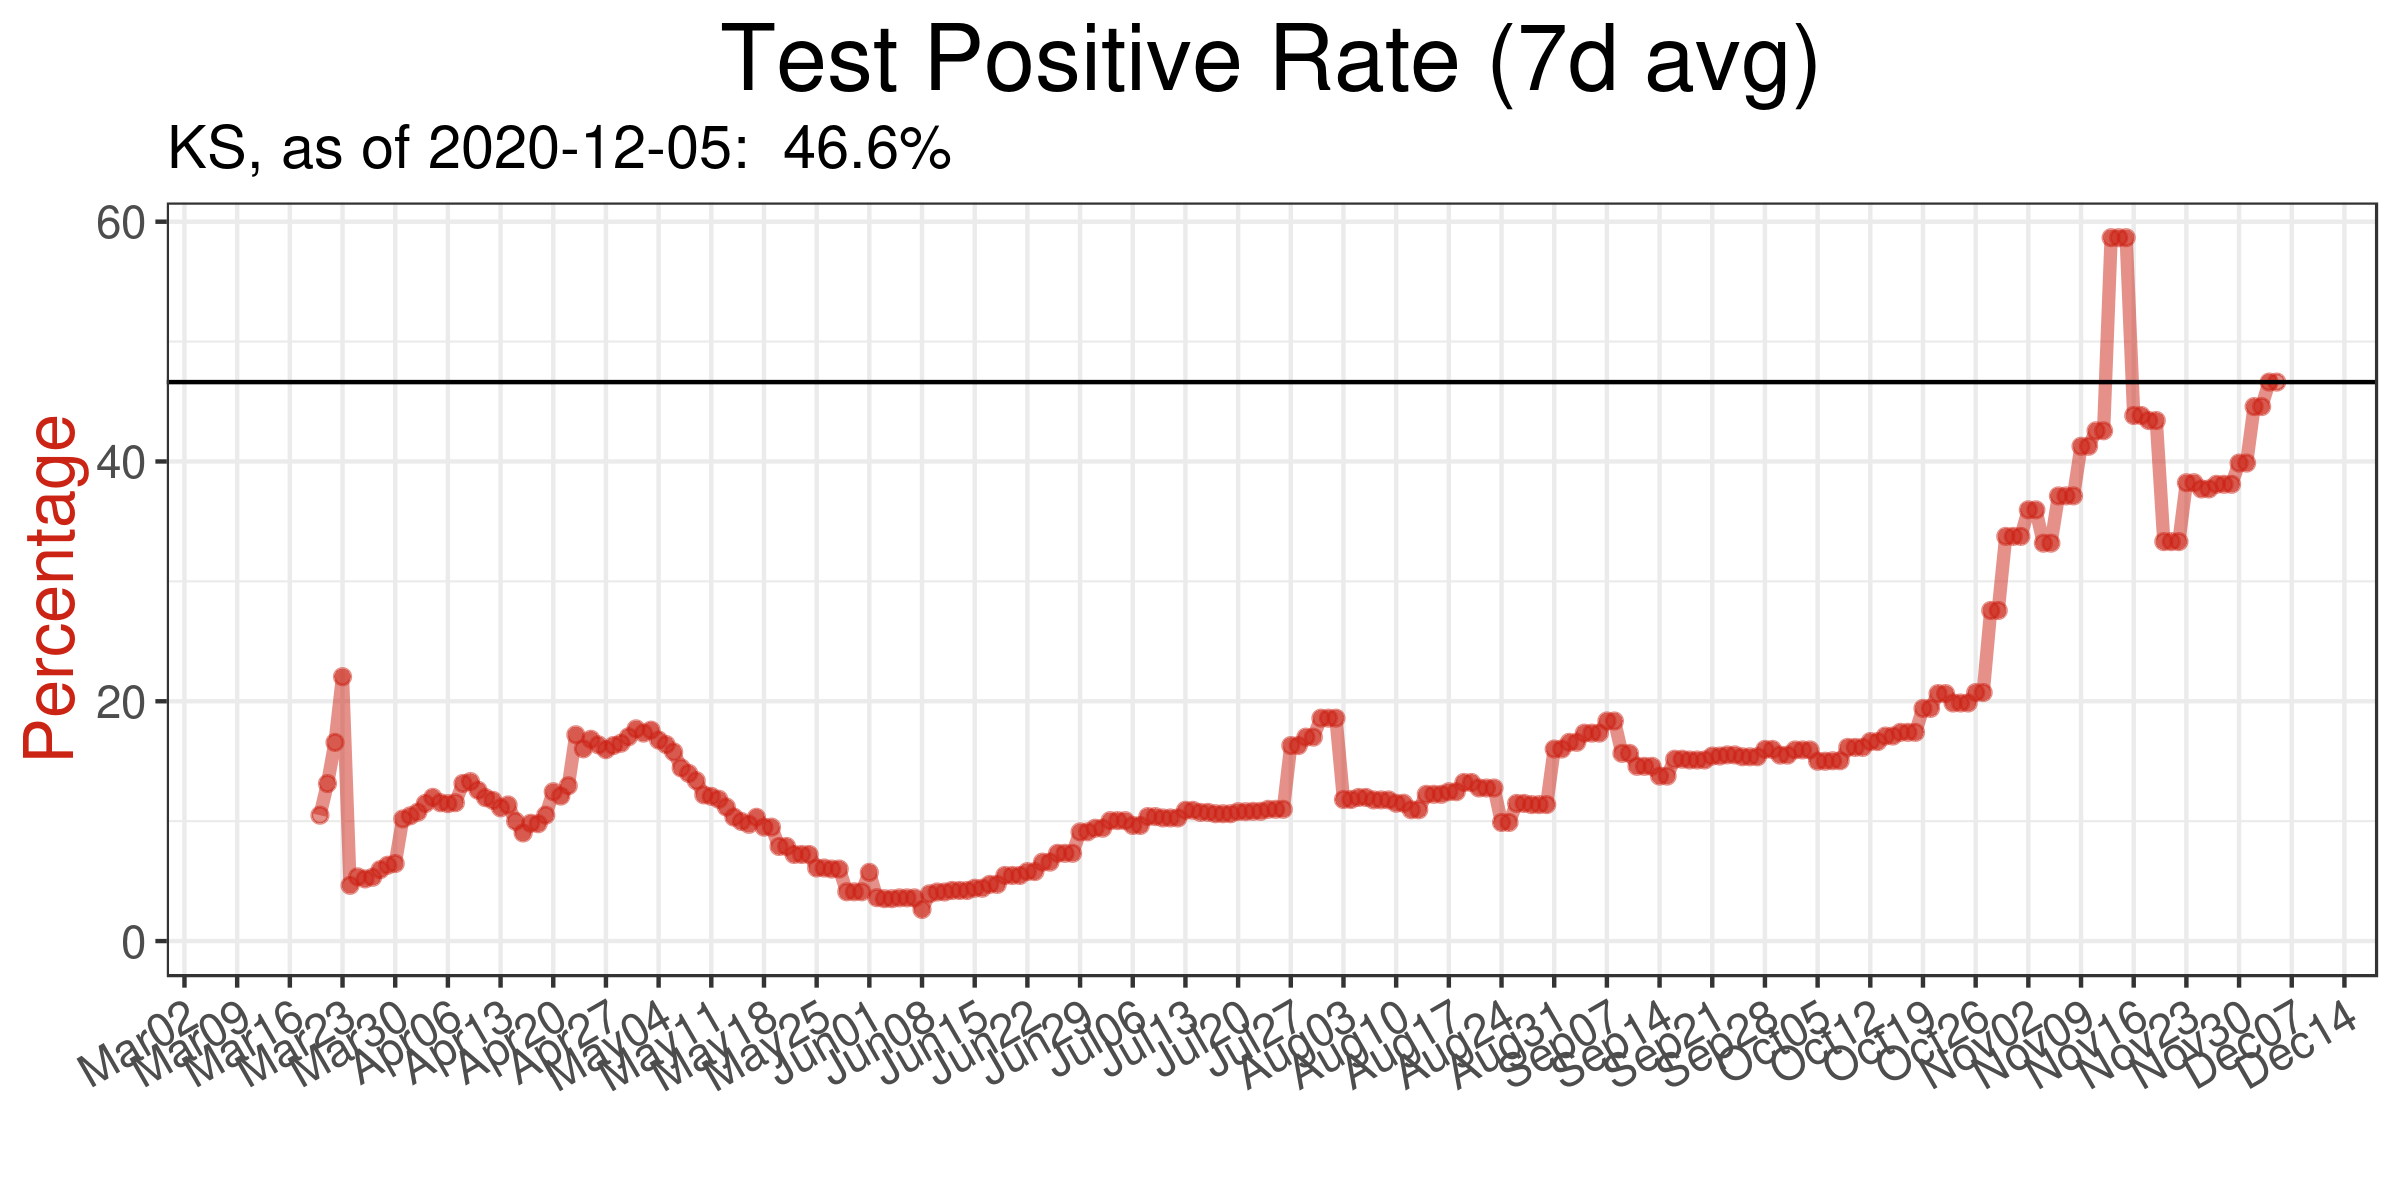 Test Positive Rate (7d avg)
KS, as of 2020-12-05:  46.6%
Percentage
60
40
20
0
Mar02
Mar09
Mar16
Mar23
Mar30
Apr06
Apr13
Apr20
Apr27
May04
May11
May18
May25
Jun01
Jun08
Jun15
Jun22
Jun29
Jul06
Jul13
Jul20
Jul27
Aug03
Aug10
Aug17
Aug24
Aug31
Sep07
Sep14
Sep21
Sep28
Oct05
Oct12
Oct19
Oct26
Nov02
Nov09
Nov16
Nov23
Nov30
Dec07
Dec14